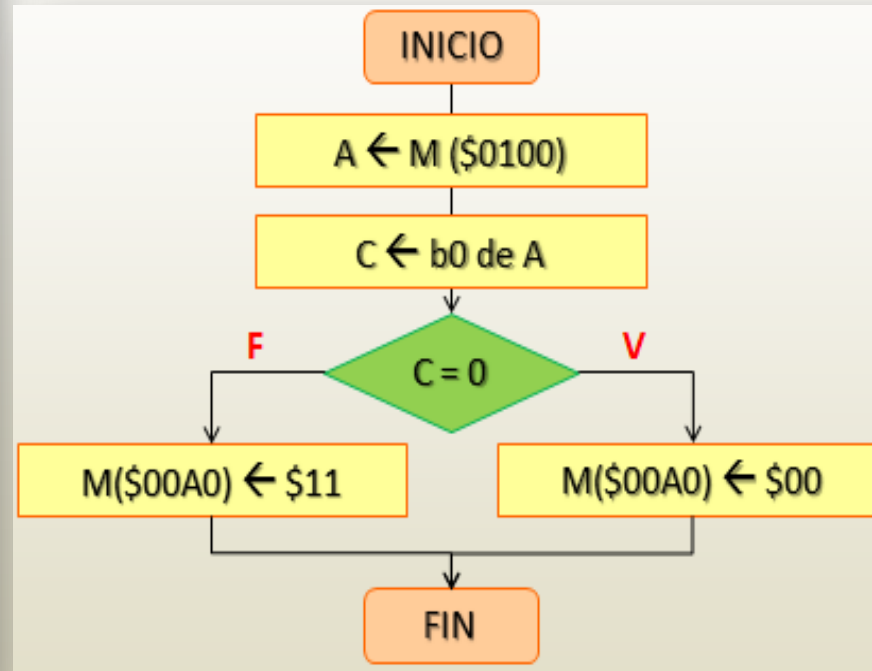 INICIO
A ← M ($0100)
C ← b0 de A
F
V
C = 0
M($00A0) ← $11
M($00A0) ← $00
FIN